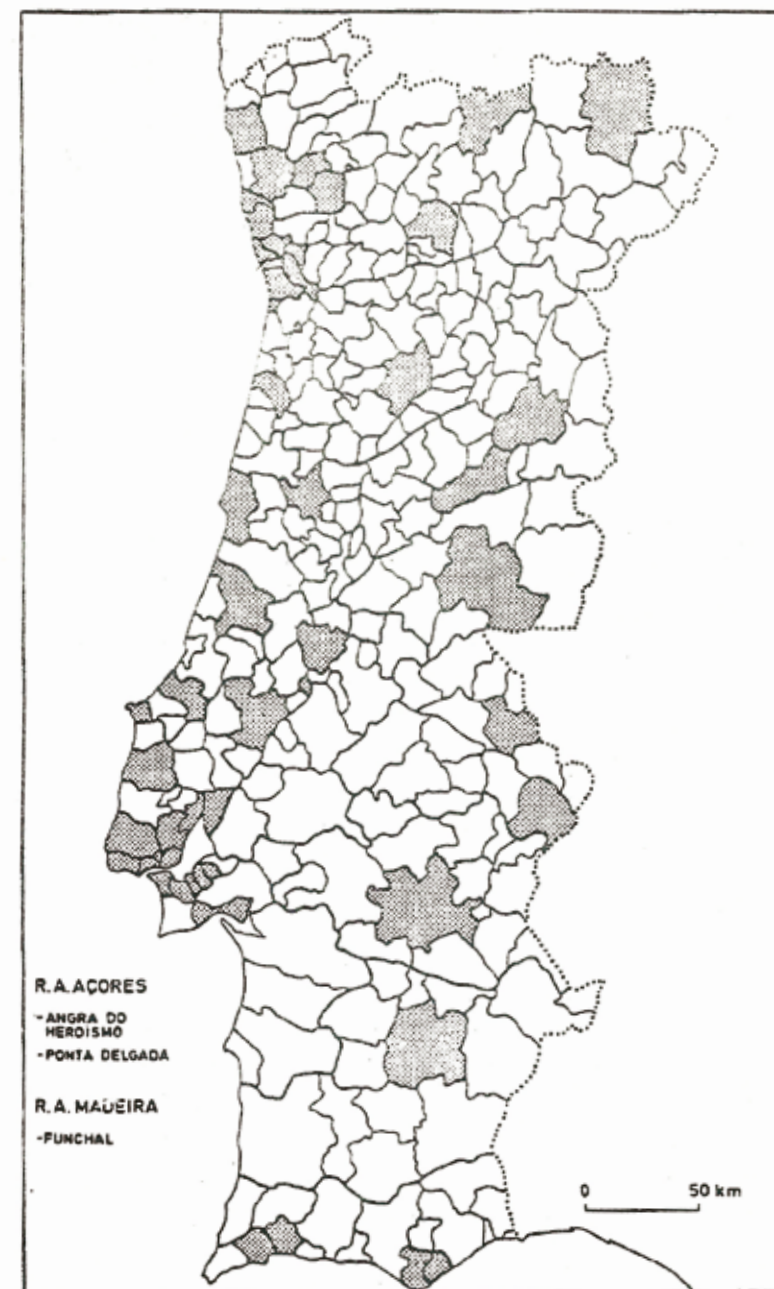 R.A.AÇORES
-ANGRA DO
HEROISMO
-PONTA DELGADA
R.A.MADEIRA
-FUNCHAL
0 50 km